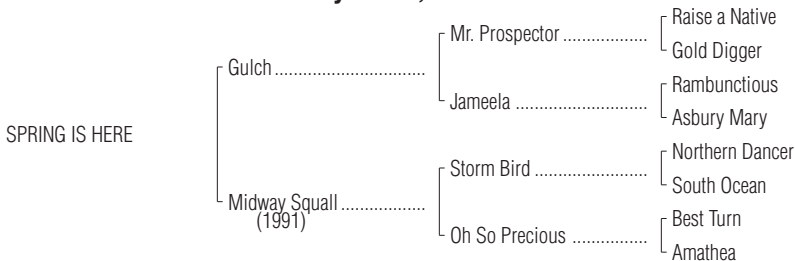 Raise a Native
Mr. Prospector ..................
Gold Digger
Gulch ................................
Rambunctious
Jameela ............................
Asbury Mary
SPRING IS HERE
Northern Dancer
Storm Bird ........................
South Ocean
Midway Squall ..................
(1991)
Best Turn
Oh So Precious ................
Amathea